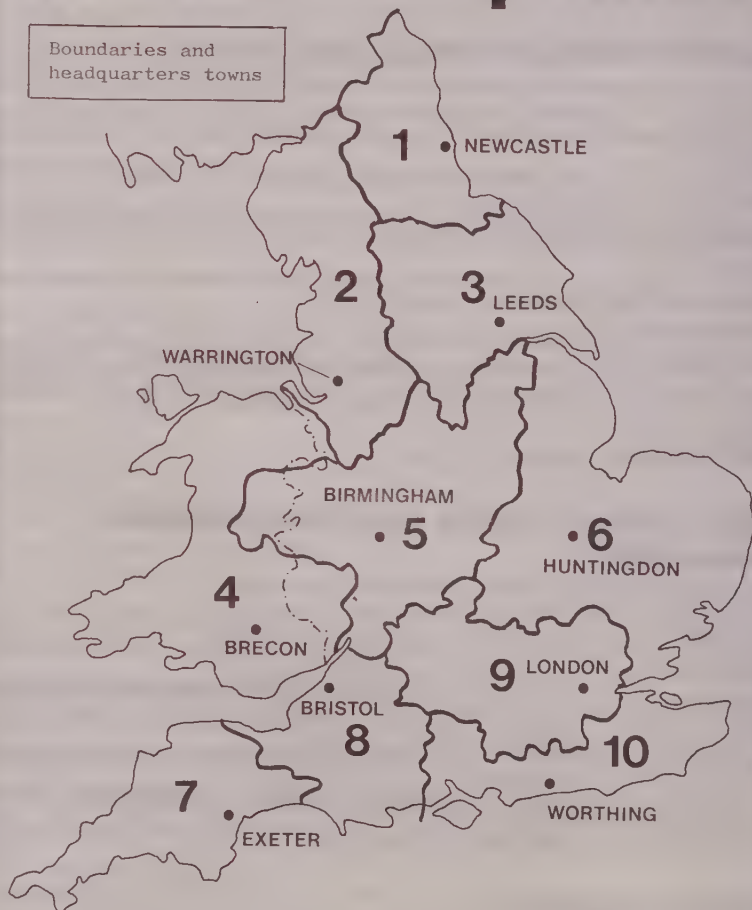 Boundaries and
headquarters towns
1
NEWCASTLE
2
3
LEEDS
WARRINGTON
BIRMINGHAM
5
6
HUNTINGDON
4
BRECON
9
LONDON
BRISTOL
8
10
7
WORTHING
EXETER